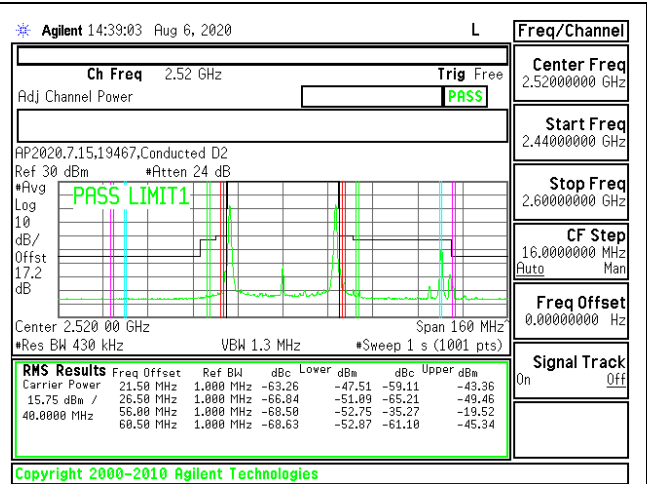 Agilent 14:39:03 Aug 6, 2020 L
Ch Freq 2.52 GHz Trig Free
Adj Channel Power PASS
AP2020.7.15,19467,Conducted D2
Ref 30 dBm #Atten 24 dB
#Avg
Log
10
dB/
Offst
17.2
dB
PASS LIMIT1
Center 2.520 00 GHz Span 160 MHz^
#Res BW 430 kHz VBW 1.3 MHz #Sweep 1 s (1001 pts)
RMS Results Freq Offset Ref BW dBc Lower dBm dBc Upper dBm
Carrier Power 21.50 MHz 1.000 MHz -63.26 -47.51 -59.11 -43.36
15.75 dBm / 26.50 MHz 1.000 MHz -66.84 -51.09 -65.21 -49.46
40.0000 MHz 56.00 MHz 1.000 MHz -68.50 -52.75 -35.27 -19.52
60.50 MHz 1.000 MHz -68.63 -52.87 -61.10 -45.34
Copyright 2000-2010 Agilent Technologies
Freq/Channel
Center Freq
2.52000000 GHz
Start Freq
2.44000000 GHz
Stop Freq
2.60000000 GHz
CF Step
16.0000000 MHz
Auto Man
Freq Offset
0.00000000 Hz
Signal Track
On Off